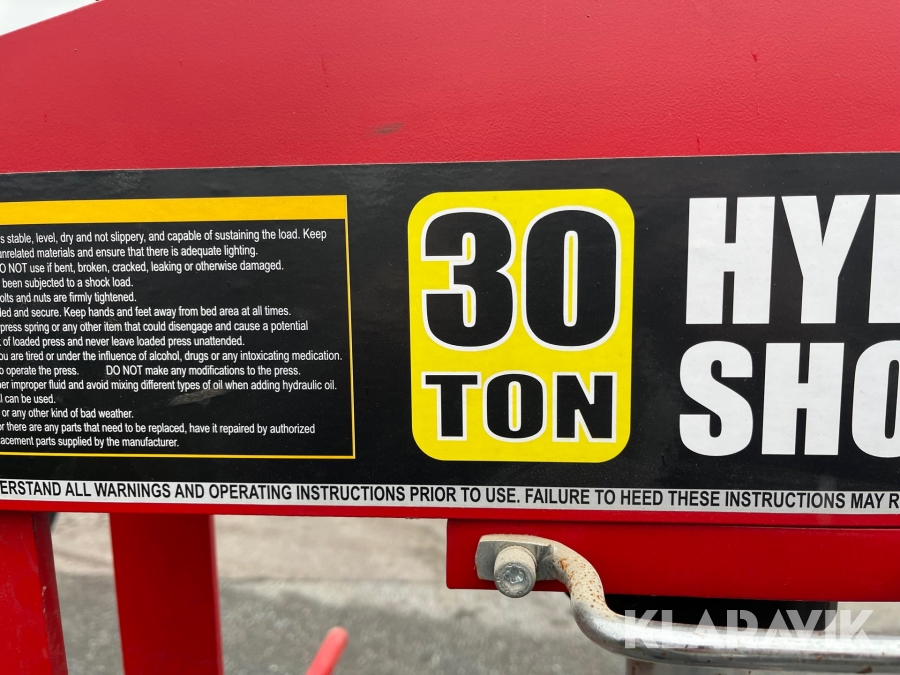 s stable, level, dry and not slippery, and capable of sustaining the load. Keep
unrelated materials and ensure that there is adequate lighting.
O NOT use if bent, broken, cracked, leaking or otherwise damaged.
been subjected to a shock load.
olts and nuts are firmly tightened.
ded and secure. Keep hands and feet away from bed area at all times.
press spring or any other item that could disengage and cause a potential
of loaded press and never leave loaded press unattended.
ou are tired or under the influence of alcohol, drugs or any intoxicating medication.
o operate the press. DO NOT make any modifications to the press.
er improper fluid and avoid mixing different types of oil when adding hydraulic oil.
l can be used.
or any other kind of bad weather.
or there are any parts that need to be replaced, have it repaired by authorized
acement parts supplied by the manufacturer.
30
TON
HYD
SHO
ERSTAND ALL WARNINGS AND OPERATING INSTRUCTIONS PRIOR TO USE. FAILURE TO HEED THESE INSTRUCTIONS MAY R
KLARAVIK